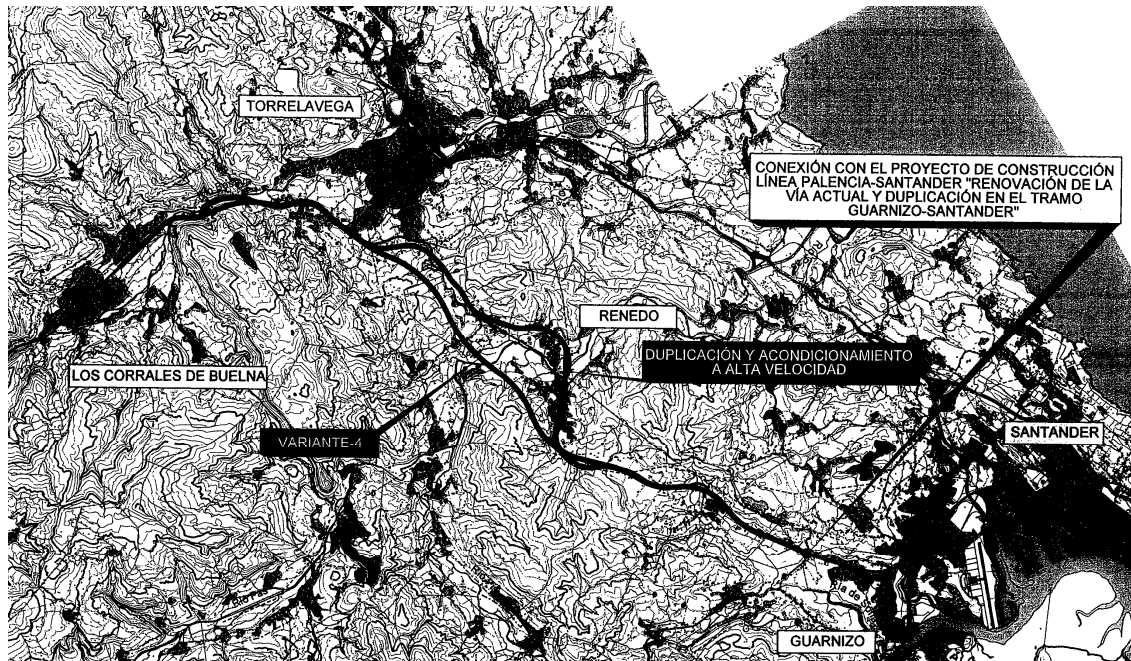 TORRELAVEGA
CONEXIÓN CON EL PROYECTO DE CONSTRUCCIÓN
LÍNEA PALENCIA-SANTANDER "RENOVACIÓN DE LA
VÍA ACTUAL Y DUPLICACIÓN EN EL TRAMO
GUARNIZO-SANTANDER"
RENEDO
DUPLICACIÓN Y ACONDICIONAMIENTO
A ALTA VELOCIDAD
LOS CORRALES DE BUELNA
SANTANDER
VARIANTE-4
GUARNIZO